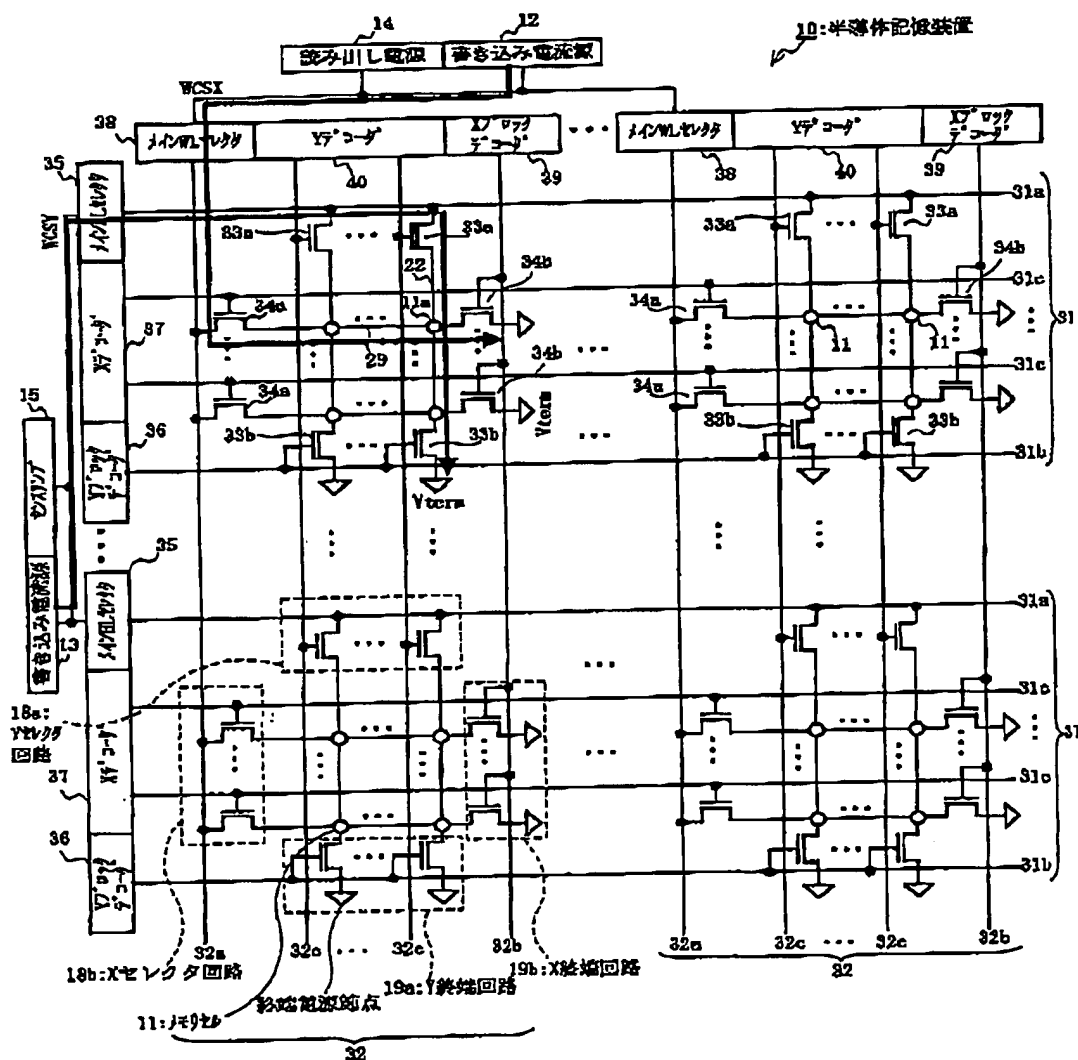 14
12
10:半導体記憶装置
読み出し電源
書き込み電流源
WCSX
38
メインWLセレクタ
Yデコーダ
Xブロック
デコーダ
メインWLセレクタ
Yデコーダ
Xブロック
デコーダ
40
39
38
40
39
35
メインBLセレクタ
WCSY
31a
33a
33a
33a
33a
22
34b
34b
31c
34a
11a
34a
37
Xデコーダ
29
11
11
31
31c
15
34a
34b
34a
36
33b
33b
Vterm
33b
33b
31b
センスアンプ
Yブロック
デコーダ
Vterm
35
書き込み電流源
13
メインBLセレクタ
31a
18a:
Yセレクタ
回路
31c
Xデコーダ
31
37
31c
36
Yブロック
デコーダ
31b
32a
32c
32c
32b
32a
32c
32c
32b
18b:Xセレクタ回路
19b:X終端回路
32
終端電源節点
19a:Y終端回路
11:メモリセル
32